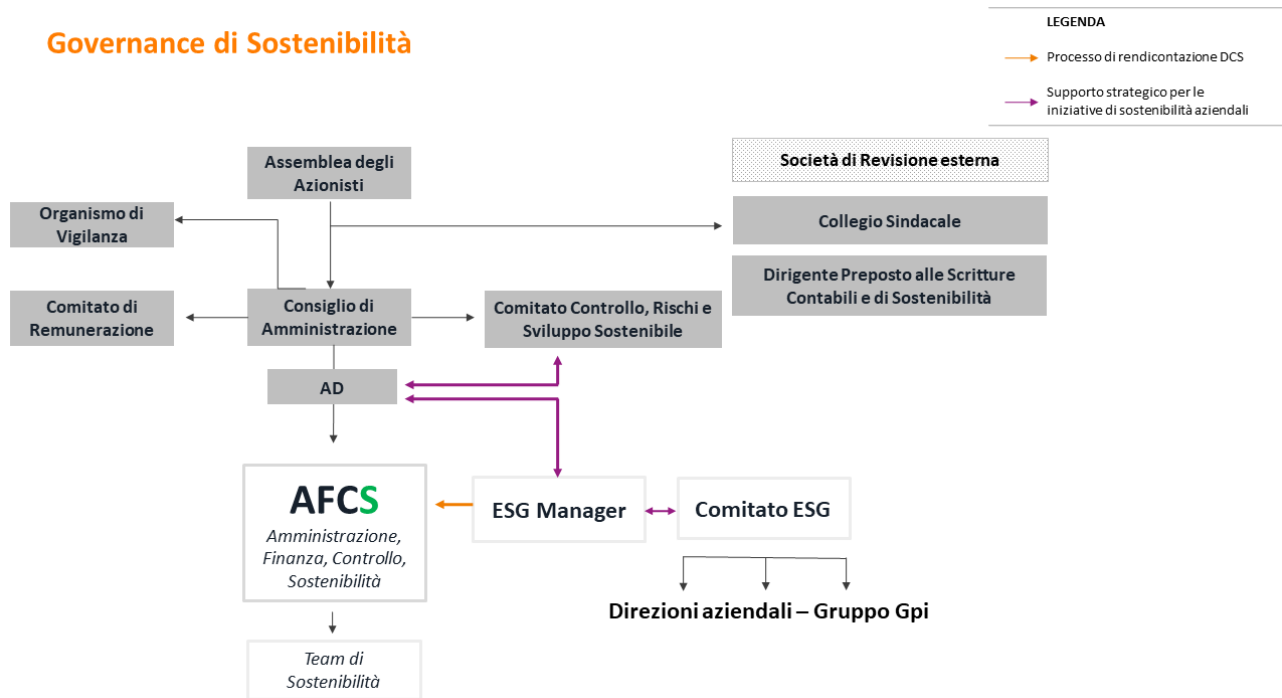 Governance di Sostenibilità
LEGENDA
Processo di rendicontazione DCS
Supporto strategico per le
iniziative di sostenibilità aziendali
Assemblea degli
Azionisti
Società di Revisione esterna
Organismo di
Vigilanza
Collegio Sindacale
Dirigente Preposto alle Scritture
Contabili e di Sostenibilità
Comitato di
Remunerazione
Consiglio di
Amministrazione
Comitato Controllo, Rischi e
Sviluppo Sostenibile
AD
AFCS
Amministrazione,
Finanza, Controllo,
Sostenibilità
ESG Manager
Comitato ESG
Direzioni aziendali – Gruppo Gpi
Team di
Sostenibilità